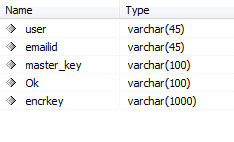 Name Type
user varchar(45)
emailid varchar(45)
master_key varchar(100)
Ok varchar(100)
encrkey varchar(1000)